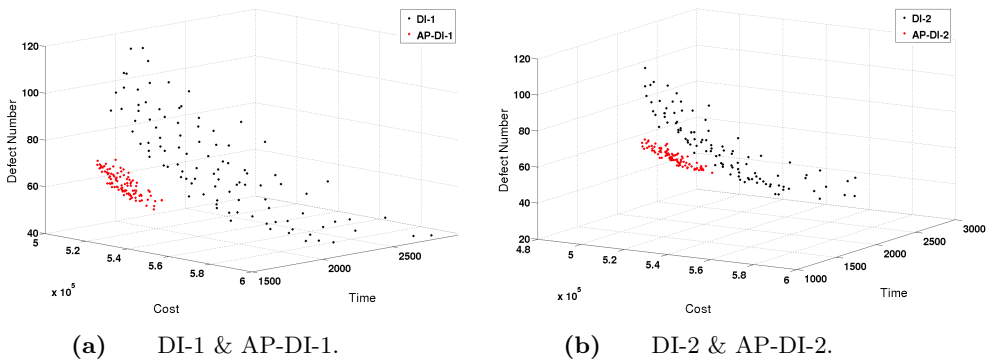 DI-1
AP-DI-1
120
100
80
60
40
Defect Number
5
5.2
5.4
5.6
5.8
6
x 10^5
Cost
1500
2000
2500
Time
(a) DI-1 & AP-DI-1.
DI-2
AP-DI-2
120
100
80
60
40
20
Defect Number
4.8
5
5.2
5.4
5.6
5.8
6
x 10^5
Cost
1000
1500
2000
2500
3000
Time
(b) DI-2 & AP-DI-2.